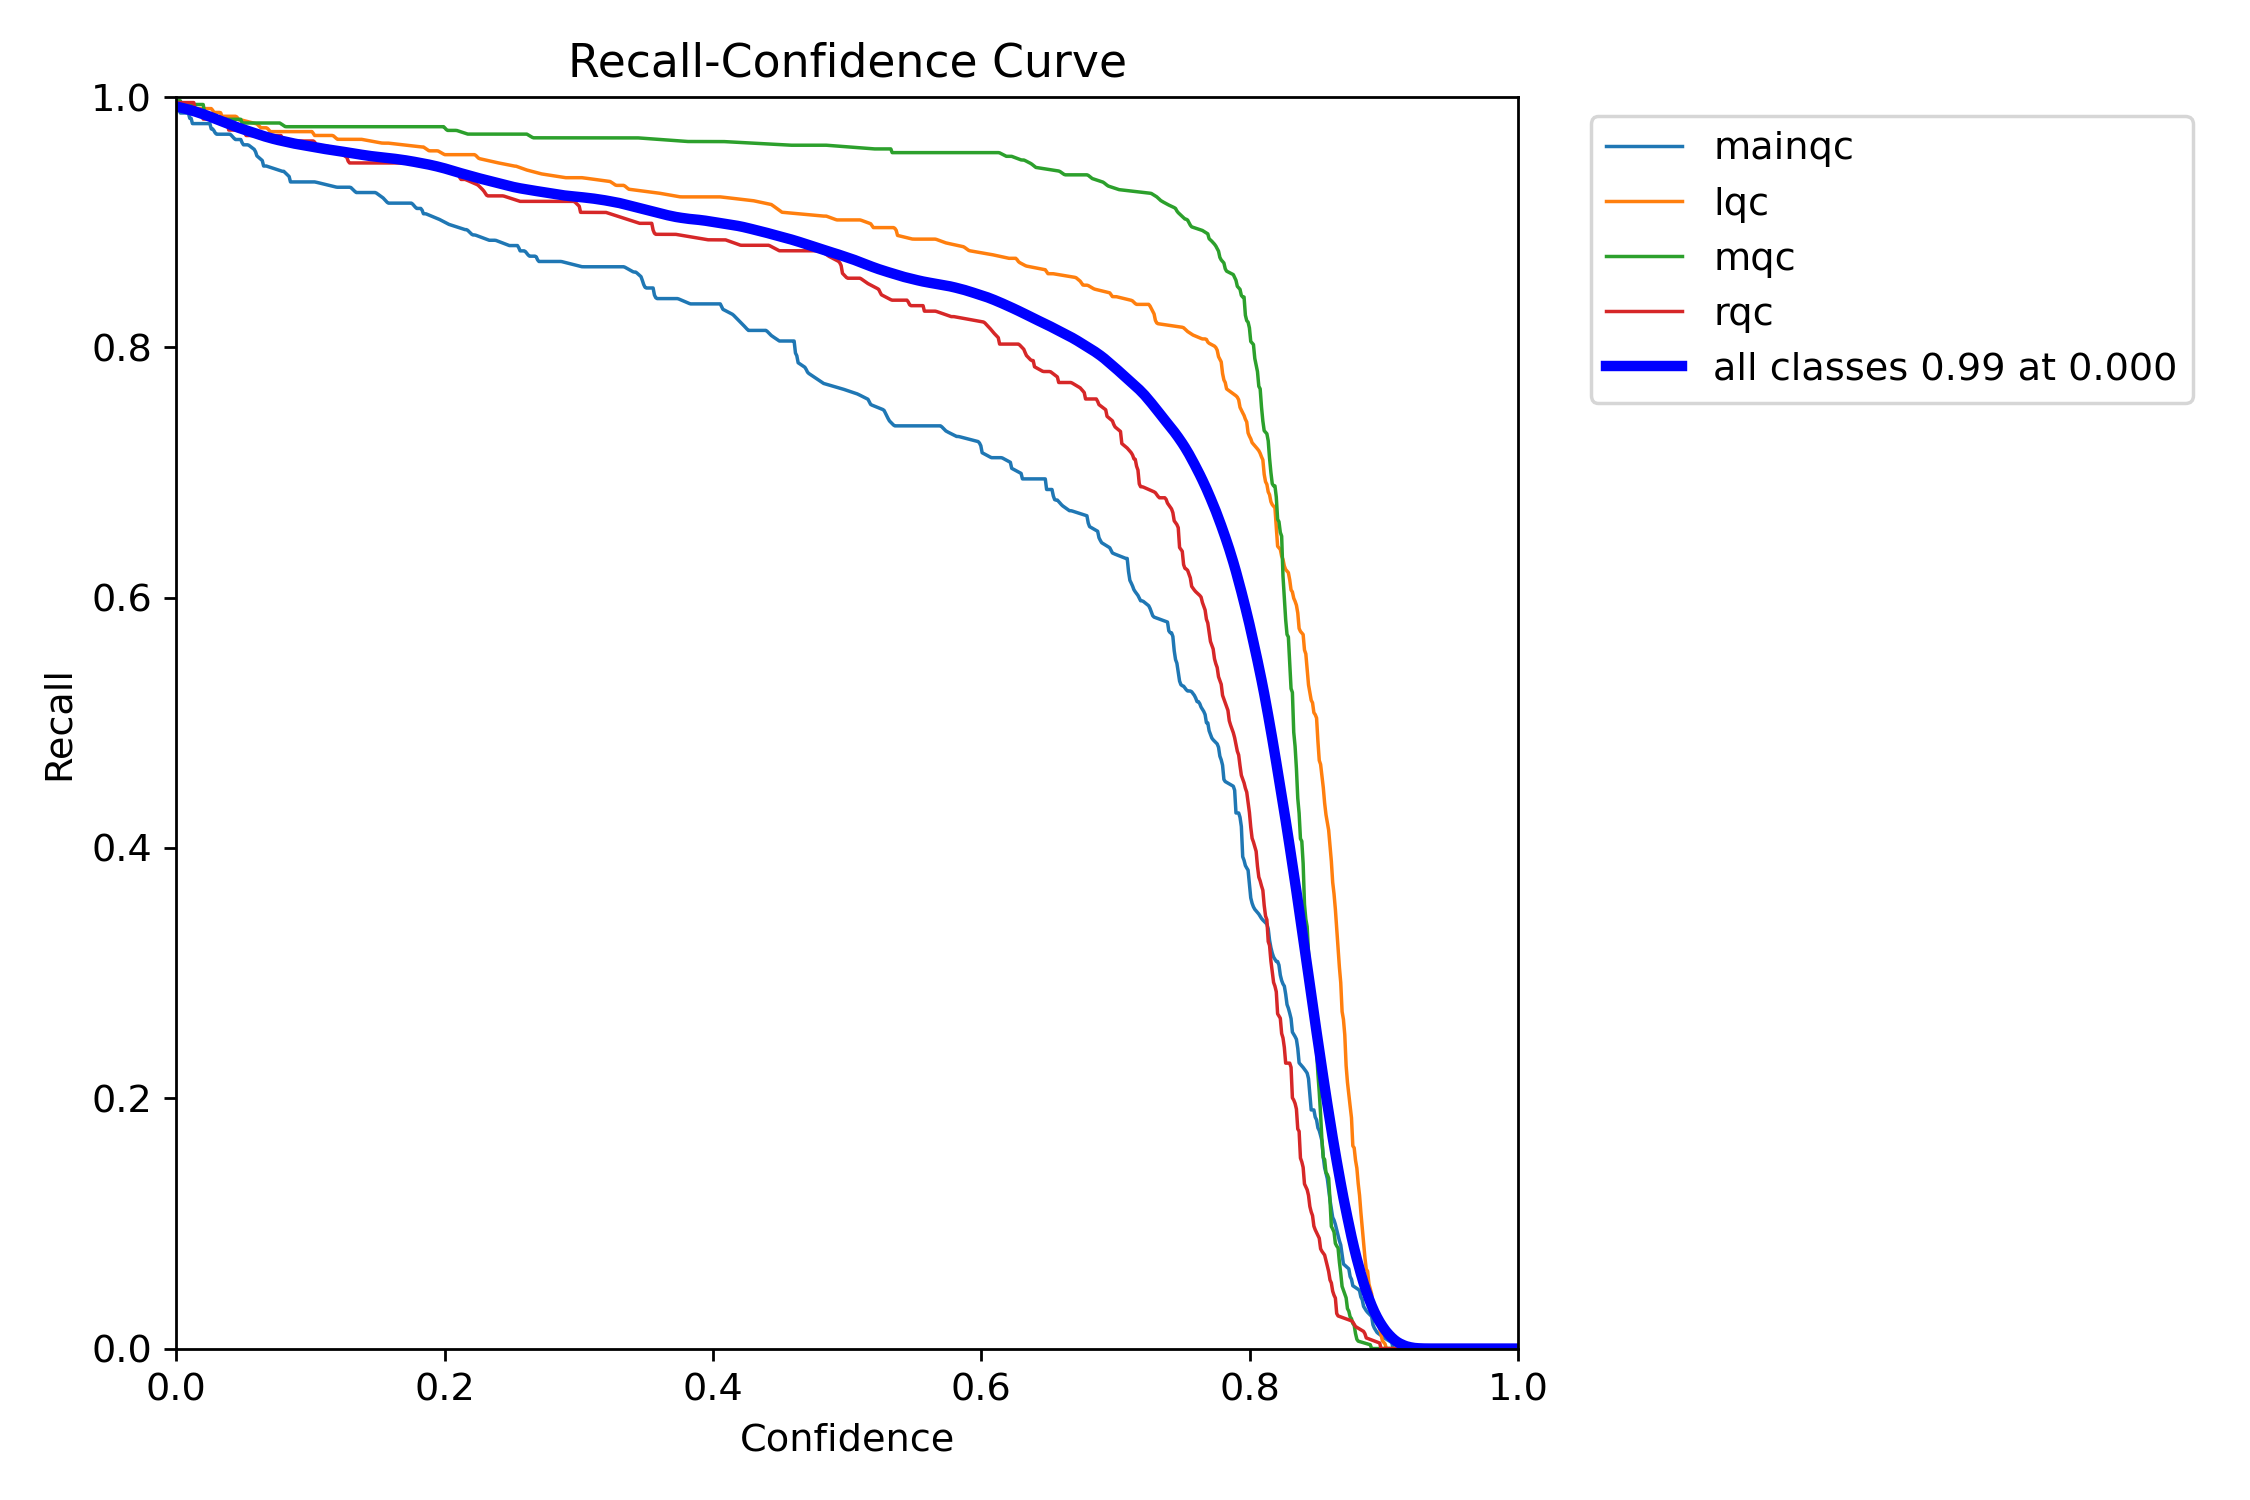 Recall-Confidence Curve
1.0
0.8
0.6
0.4
0.2
0.0
Recall
0.0 0.2 0.4 0.6 0.8 1.0
Confidence
mainqc
lqc
mqc
rqc
all classes 0.99 at 0.000